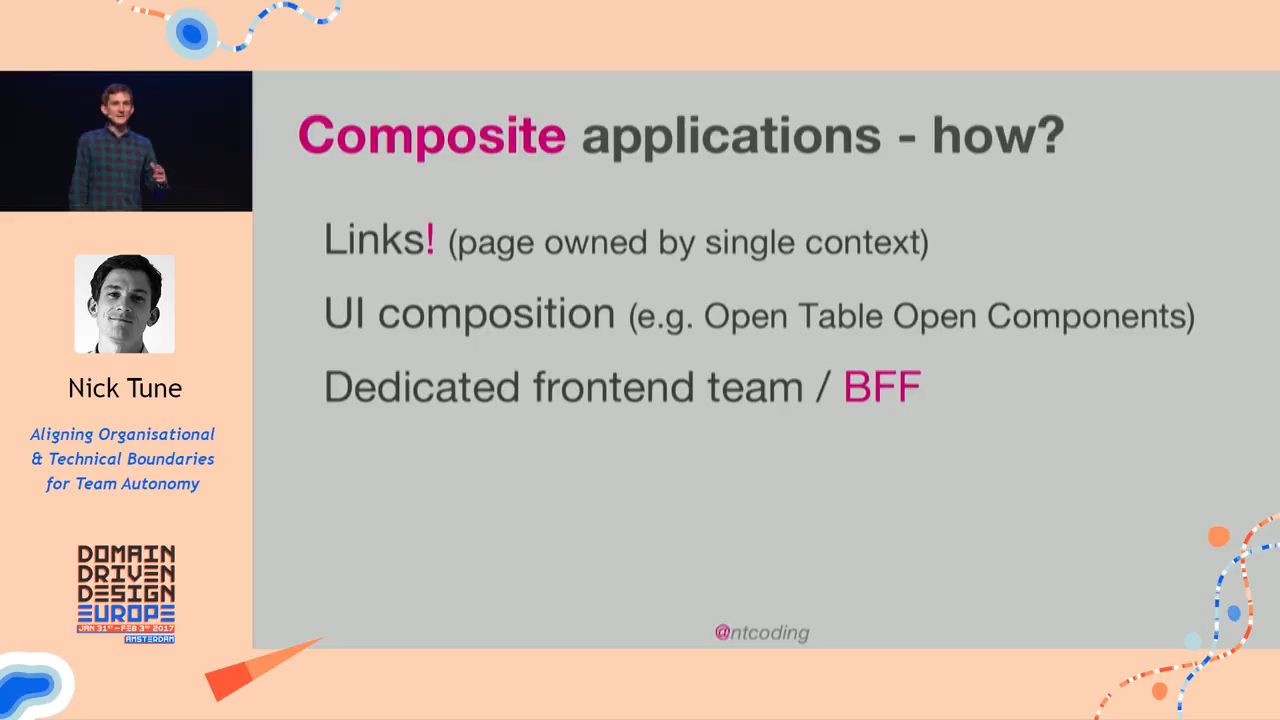 Composite applications - how?
Links! (page owned by single context)
UI composition (e.g. Open Table Open Components)
Dedicated frontend team / BFF
@ntcoding
Nick Tune
Aligning Organisational
& Technical Boundaries
for Team Autonomy
DOMAIN
DRIVEN
DESIGN
EUROPE
JAN 31ST-FEB 3RD 2017
AMSTERDAM